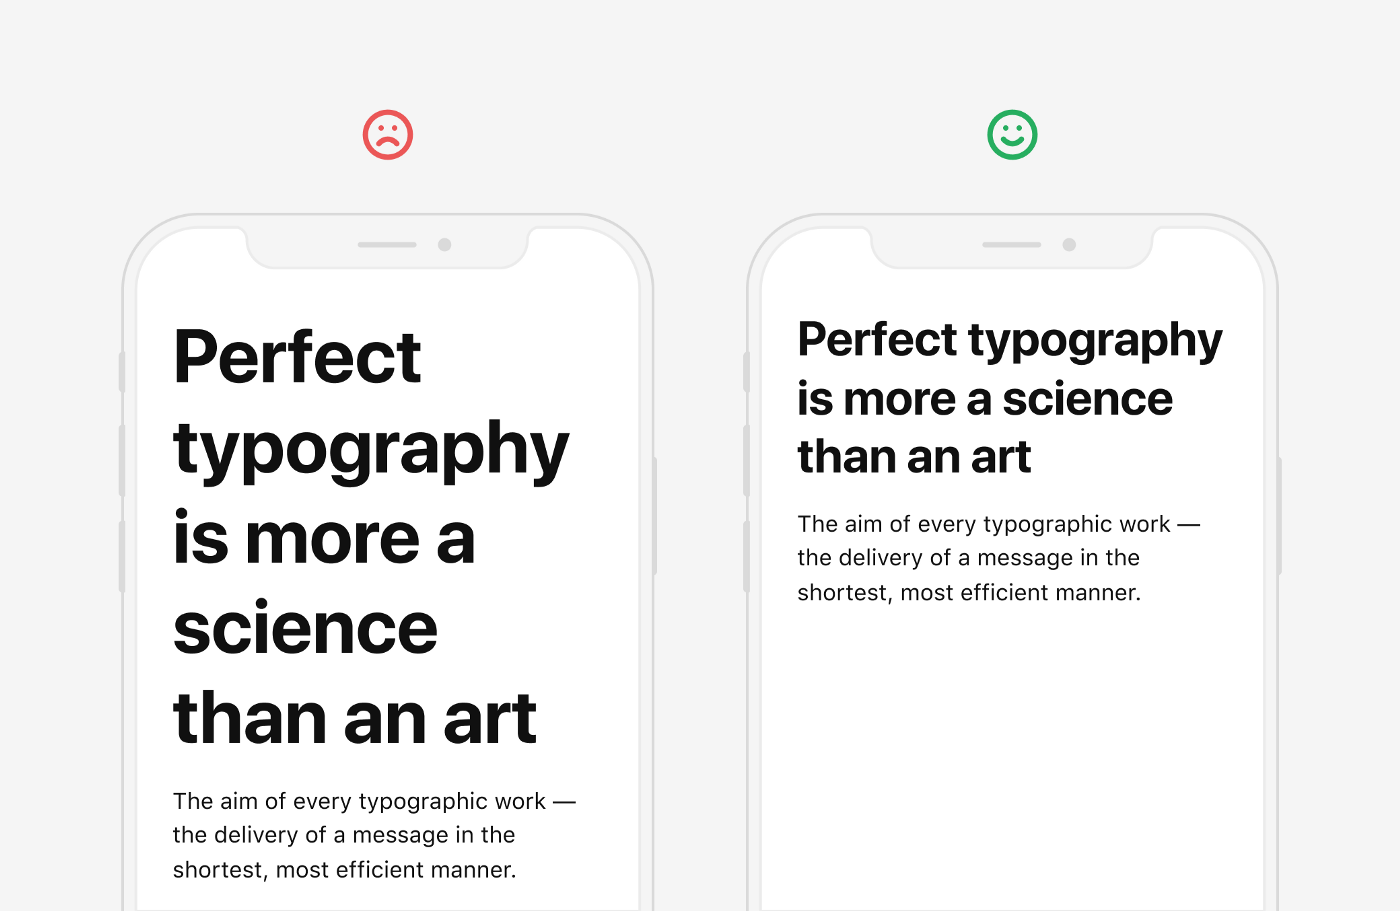 Perfect
typography
is more a
science
than an art
The aim of every typographic work —
the delivery of a message in the
shortest, most efficient manner.
Perfect typography
is more a science
than an art
The aim of every typographic work —
the delivery of a message in the
shortest, most efficient manner.